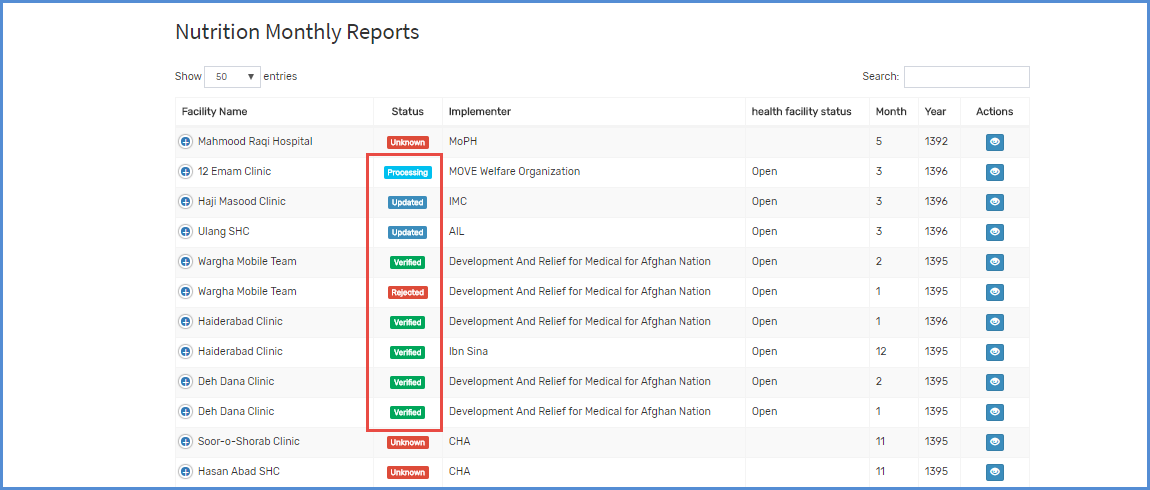 Nutrition Monthly Reports
Show 50 entries Search:
Facility Name Status Implementer health facility status Month Year Actions
Mahmood Raqi Hospital Unknown MoPH 5 1392
12 Emam Clinic Processing MOVE Welfare Organization Open 3 1396
Haji Masood Clinic Updated IMC Open 3 1396
Ulang SHC Updated AIL Open 3 1396
Wargha Mobile Team Verified Development And Relief for Medical for Afghan Nation Open 2 1395
Wargha Mobile Team Rejected Development And Relief for Medical for Afghan Nation Open 1 1395
Haiderabad Clinic Verified Development And Relief for Medical for Afghan Nation Open 1 1396
Haiderabad Clinic Verified Ibn Sina Open 12 1395
Deh Dana Clinic Verified Development And Relief for Medical for Afghan Nation Open 2 1395
Deh Dana Clinic Verified Development And Relief for Medical for Afghan Nation Open 1 1395
Soor-o-Shorab Clinic Unknown CHA 11 1395
Hasan Abad SHC Unknown CHA 11 1395